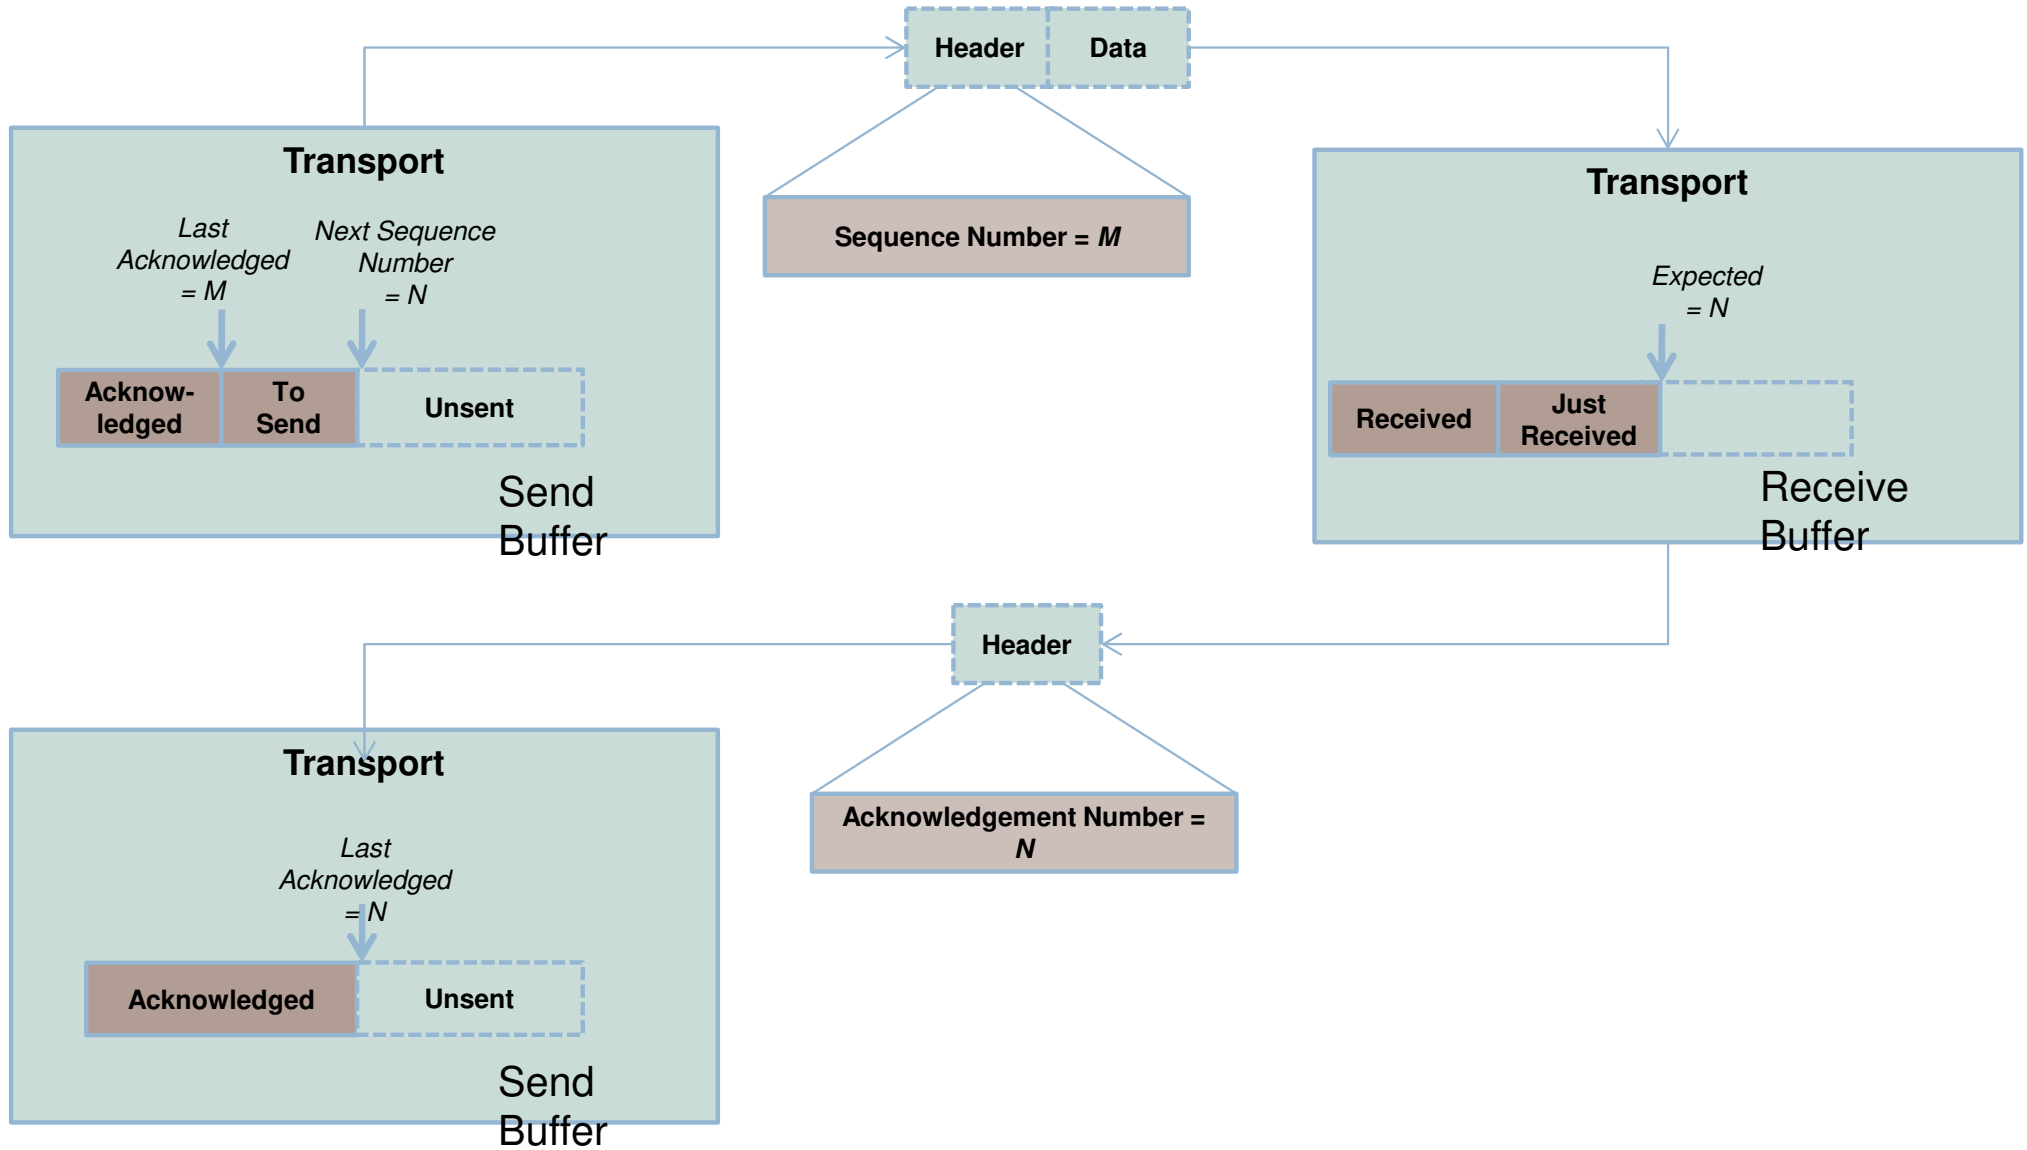 Header
Data
Transport
Last
Acknowledged
= M
Next Sequence
Number
= N
Acknow-
ledged
To
Send
Unsent
Send
Buffer
Sequence Number = M
Transport
Expected
= N
Received
Just
Received
Receive
Buffer
Header
Acknowledgement Number =
N
Transport
Last
Acknowledged
= N
Acknowledged
Unsent
Send
Buffer